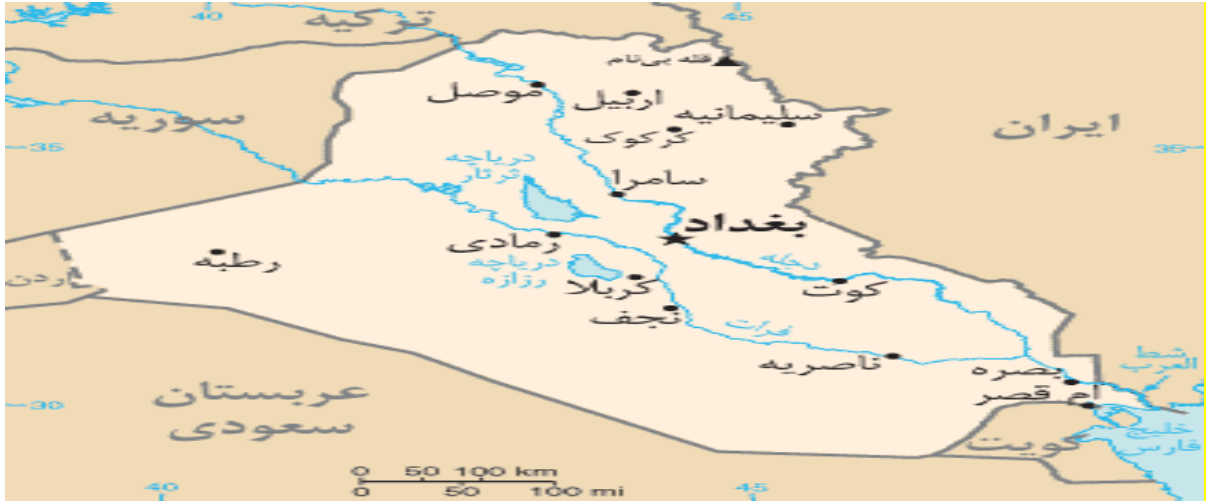 40
45
ترکیه
قله بی‌نام
موصل
اربیل
سلیمانیه
کرکوک
سوریه
ایران
35
35
دریاچه
ثرثار
سامرا
بغداد
رمادی
رطبه
دریاچه
رزازه
کربلا
دجله
کوت
اردن
نجف
فرات
ناصریه
شط
العرب
بصره
ام قصر
عربستان
سعودی
30
30
خلیج
فارس
کویت
0 50 100 km
0 50 100 mi
40
45